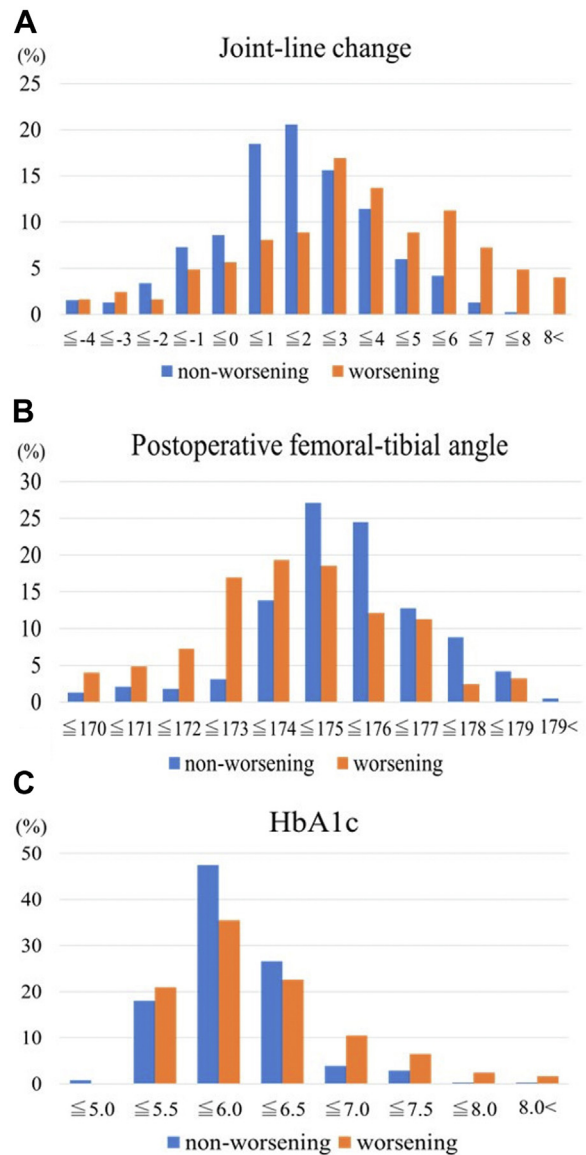 A
Joint-line change
(%)
25
20
15
10
5
0
≦-4 ≦-3 ≦-2 ≦-1 ≦0 ≦1 ≦2 ≦3 ≦4 ≦5 ≦6 ≦7 ≦8 8<
non-worsening worsening
B
Postoperative femoral-tibial angle
(%)
30
25
20
15
10
5
0
≦170 ≦171 ≦172 ≦173 ≦174 ≦175 ≦176 ≦177 ≦178 ≦179 179<
non-worsening worsening
C
HbA1c
(%)
50
40
30
20
10
0
≦5.0 ≦5.5 ≦6.0 ≦6.5 ≦7.0 ≦7.5 ≦8.0 8.0<
non-worsening worsening